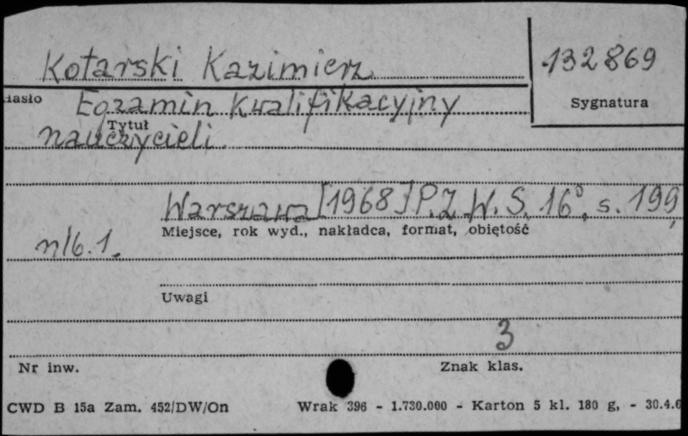 Kotarski Kazimierz
132869
Hasło
Egzamin kwalifikacyjny
Sygnatura
Tytuł
nauczycieli
Warszawa [1968] P.Z.W.S. 16°, s. 199,
Miejsce, rok wyd., nakładca, format, objętość
nlb.1.
Uwagi
3
Nr inw.
Znak klas.
CWD B 15a Zam. 452/DW/On Wrak 396 - 1.730.000 - Karton 5 kl. 180 g, - 30.4.6